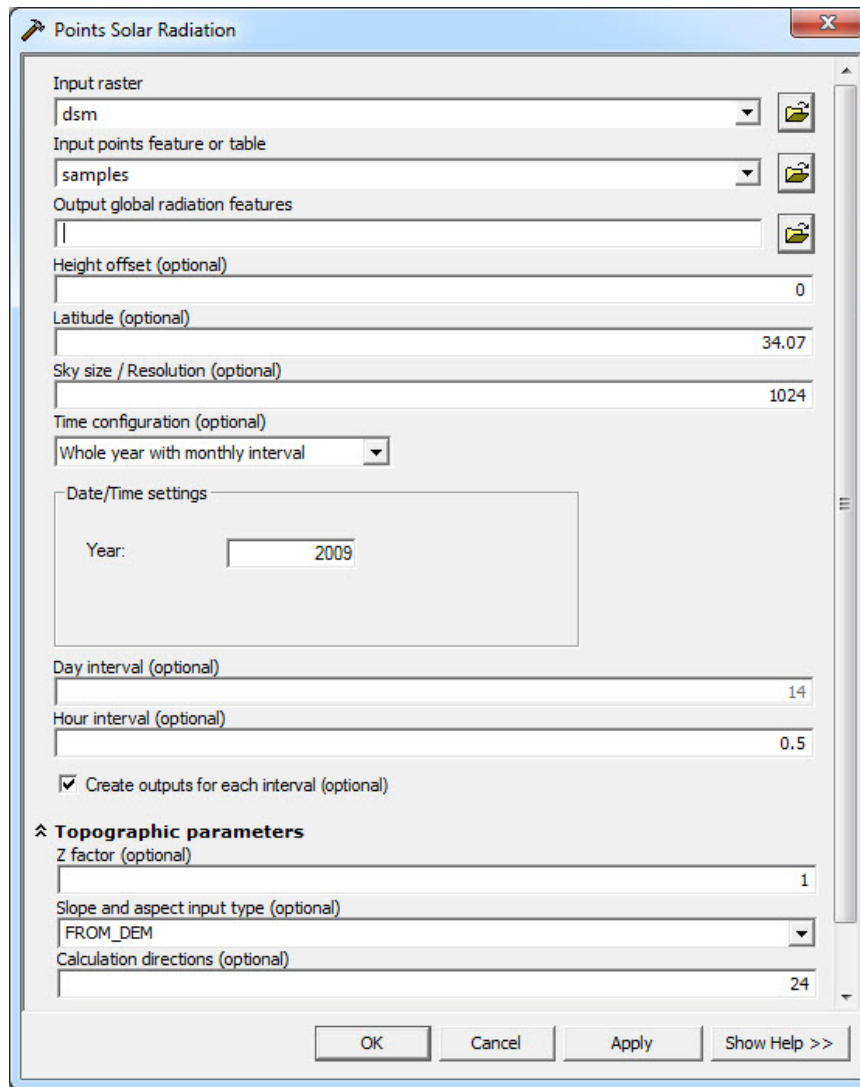 Points Solar Radiation
Input raster
dsm
Input points feature or table
samples
Output global radiation features
Height offset (optional)
0
Latitude (optional)
34.07
Sky size / Resolution (optional)
1024
Time configuration (optional)
Whole year with monthly interval
Date/Time settings
Year: 2009
Day interval (optional)
14
Hour interval (optional)
0.5
Create outputs for each interval (optional)
Topographic parameters
Z factor (optional)
1
Slope and aspect input type (optional)
FROM_DEM
Calculation directions (optional)
24
OK Cancel Apply Show Help >>